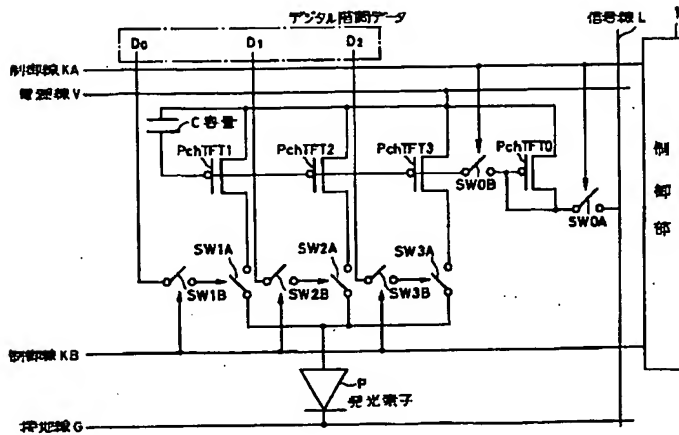 デジタル階調データ
信号線L
1
D0
D1
D2
制御線KA
電源線V
C容量
PchTFT1
PchTFT2
PchTFT3
PchTFT0
SW0B
SW0A
制御部
SW1A
SW2A
SW3A
SW1B
SW2B
SW3B
制御線KB
P
発光素子
接地線G